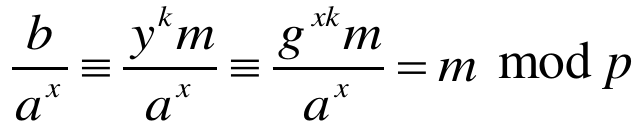 b/a^x ≡ y^k m/a^x ≡ g^{xk} m/a^x = m mod p